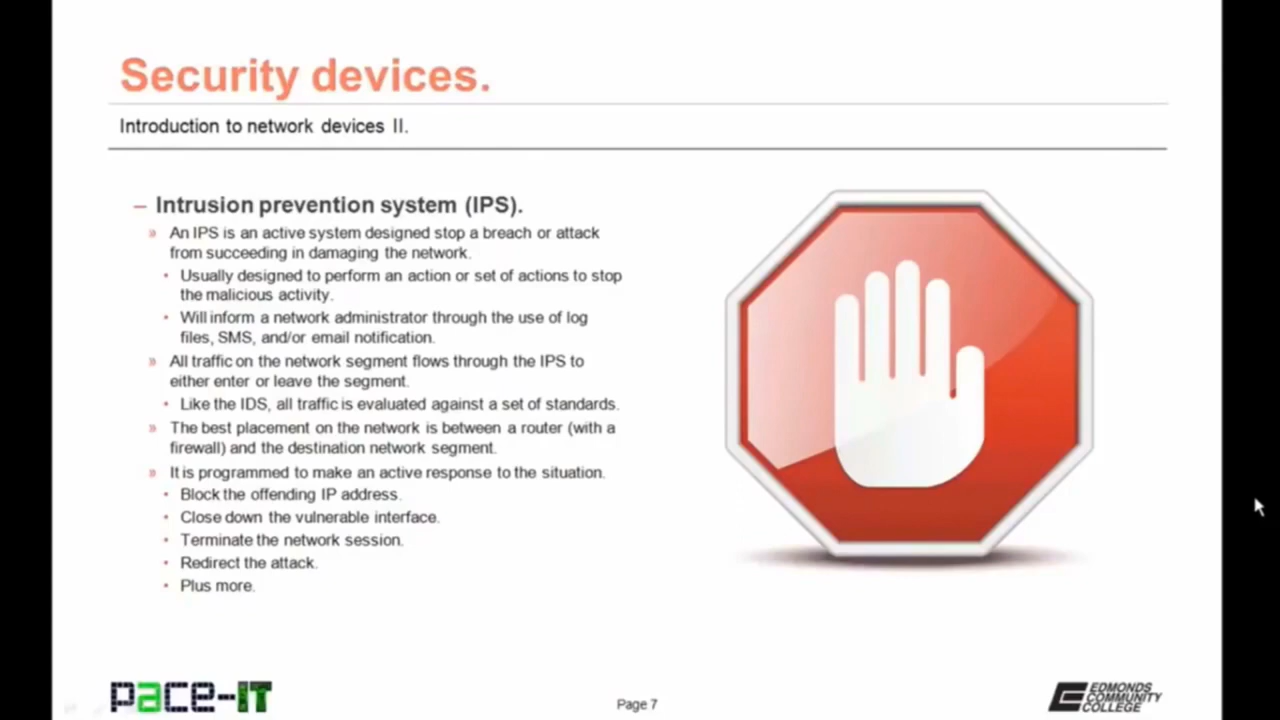 Security devices.
Introduction to network devices II.
– Intrusion prevention system (IPS).
» An IPS is an active system designed stop a breach or attack
from succeeding in damaging the network.
• Usually designed to perform an action or set of actions to stop
the malicious activity.
• Will inform a network administrator through the use of log
files, SMS, and/or email notification.
» All traffic on the network segment flows through the IPS to
either enter or leave the segment.
• Like the IDS, all traffic is evaluated against a set of standards.
» The best placement on the network is between a router (with a
firewall) and the destination network segment.
» It is programmed to make an active response to the situation.
• Block the offending IP address.
• Close down the vulnerable interface.
• Terminate the network session.
• Redirect the attack.
• Plus more.
pace-IT
Page 7
EDMONDS
COMMUNITY
COLLEGE